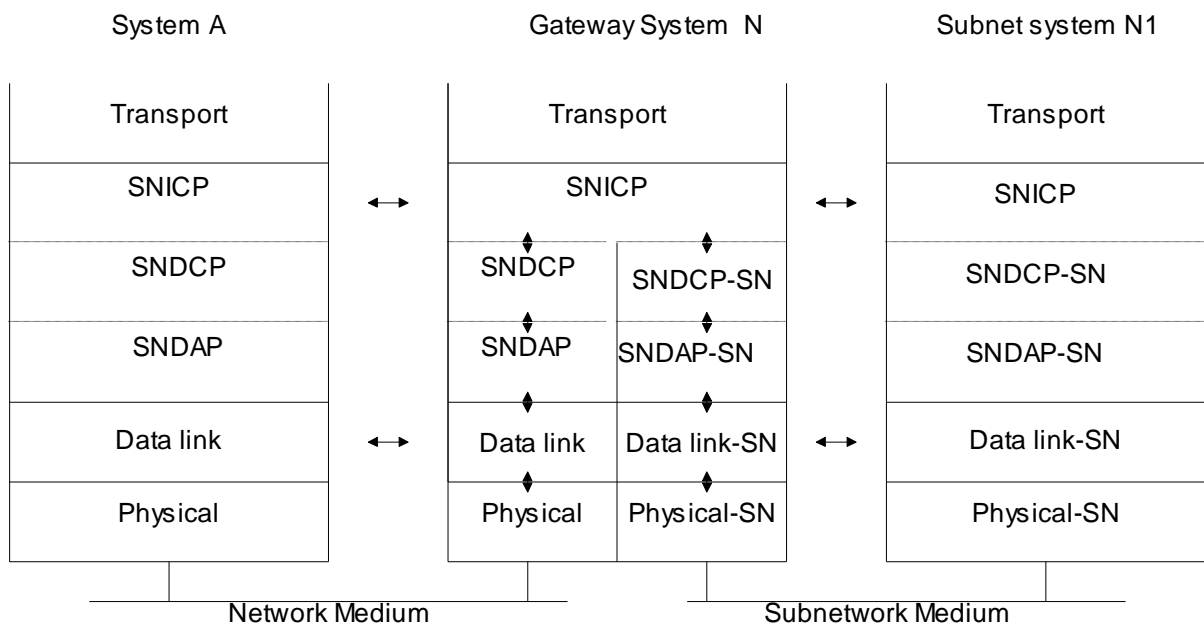 System A Gateway System N Subnet system N1
Transport Transport Transport
SNICP SNICP SNICP
SNDCP SNDCP SNDCP-SN SNDCP-SN
SNDAP SNDAP SNDAP-SN SNDAP-SN
Data link Data link Data link-SN Data link-SN
Physical Physical Physical-SN Physical-SN
Network Medium Subnetwork Medium